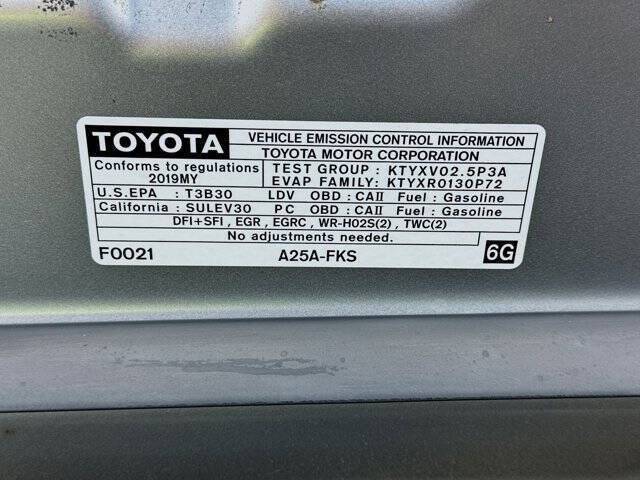 TOYOTA VEHICLE EMISSION CONTROL INFORMATION
TOYOTA MOTOR CORPORATION
Conforms to regulations TEST GROUP : KTYXV02.5P3A
2019MY EVAP FAMILY: KTYXR0130P72
U.S.EPA : T3B30 LDV OBD : CAII Fuel : Gasoline
California : SULEV30 PC OBD : CAII Fuel : Gasoline
DFI+SFI , EGR , EGRC , WR-HO2S(2) , TWC(2)
No adjustments needed.
F0021 A25A-FKS 6G